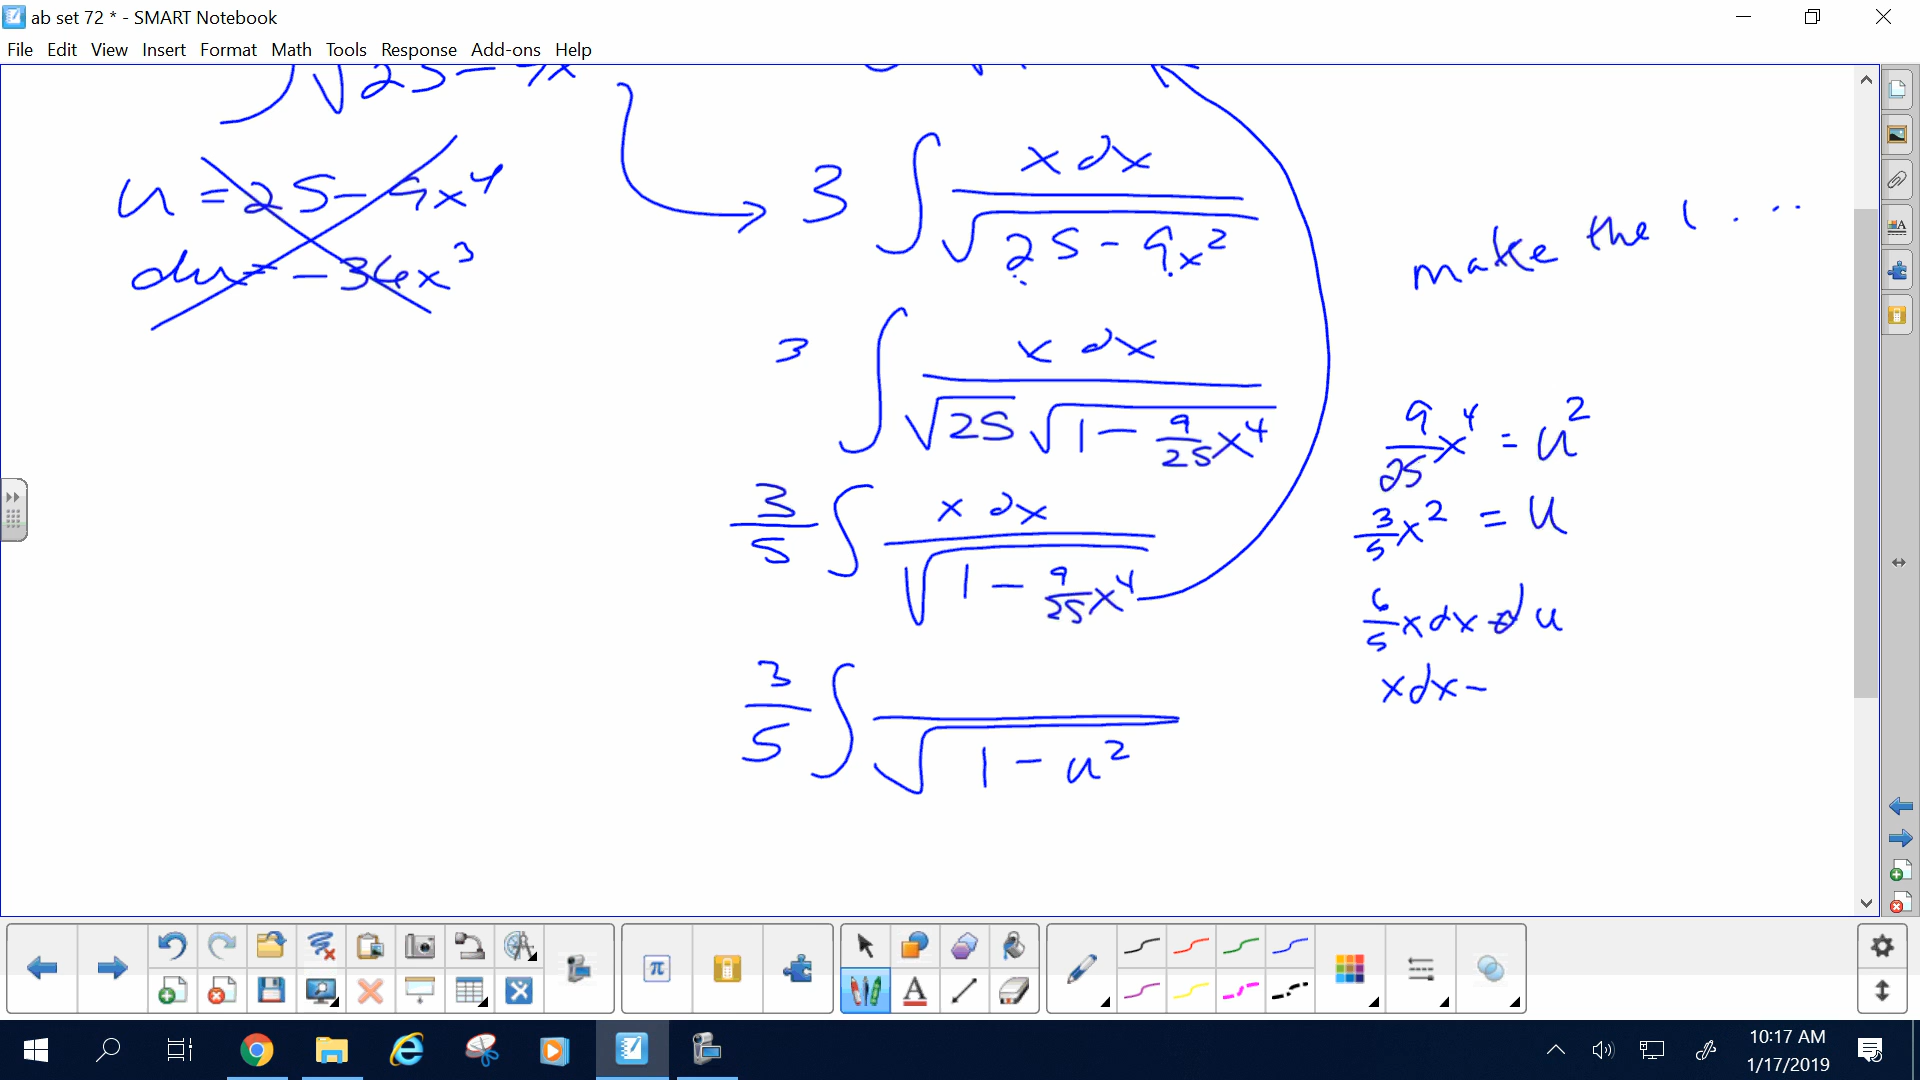 ab set 72 * - SMART Notebook
File Edit View Insert Format Math Tools Response Add-ons Help
∫ √25 - 9x
u = 25 - 9x⁴
du = - 36x³
3 ∫ x dx / √25 - 9x²
make the 1 . . . .
3 ∫ x dx / √25 √1 - 9/25 x⁴
9/25 x⁴ = u²
3/5 ∫ x dx / √1 - 9/25 x⁴
3/5 x² = u
6/5 x dx = du
3/5 ∫ / √1 - u²
x dx =
π
A
10:17 AM
1/17/2019